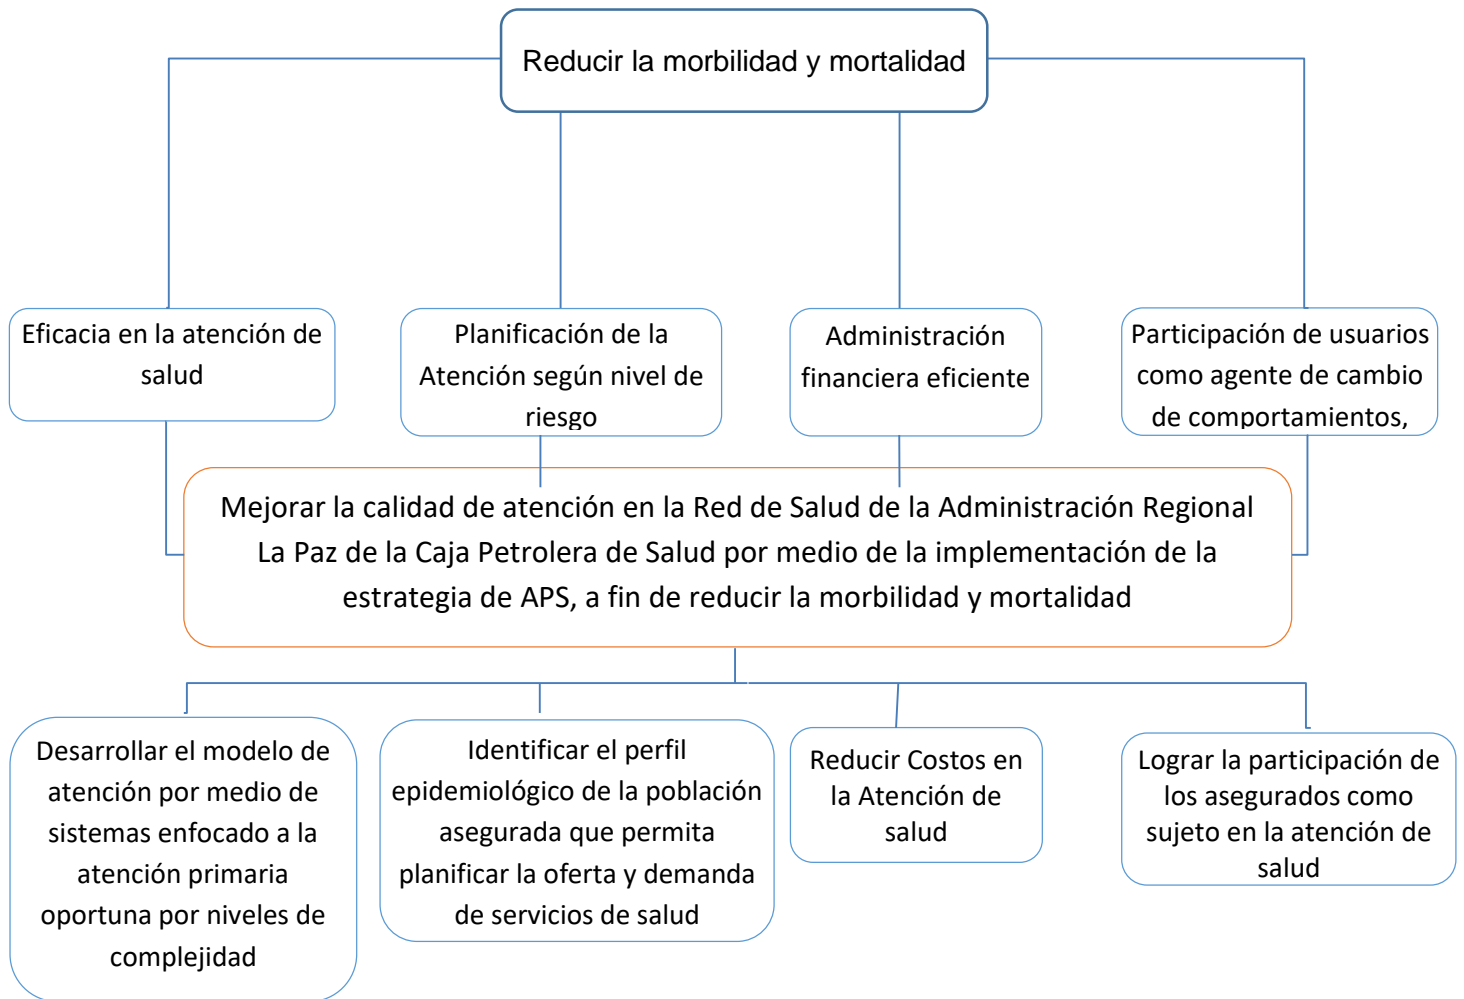 Reducir la morbilidad y mortalidad
Eficacia en la atención de
salud
Planificación de la
Atención según nivel de
riesgo
Administración
financiera eficiente
Participación de usuarios
como agente de cambio
de comportamientos,
Mejorar la calidad de atención en la Red de Salud de la Administración Regional
La Paz de la Caja Petrolera de Salud por medio de la implementación de la
estrategia de APS, a fin de reducir la morbilidad y mortalidad
Desarrollar el modelo de
atención por medio de
sistemas enfocado a la
atención primaria
oportuna por niveles de
complejidad
Identificar el perfil
epidemiológico de la población
asegurada que permita
planificar la oferta y demanda
de servicios de salud
Reducir Costos en
la Atención de
salud
Lograr la participación de
los asegurados como
sujeto en la atención de
salud